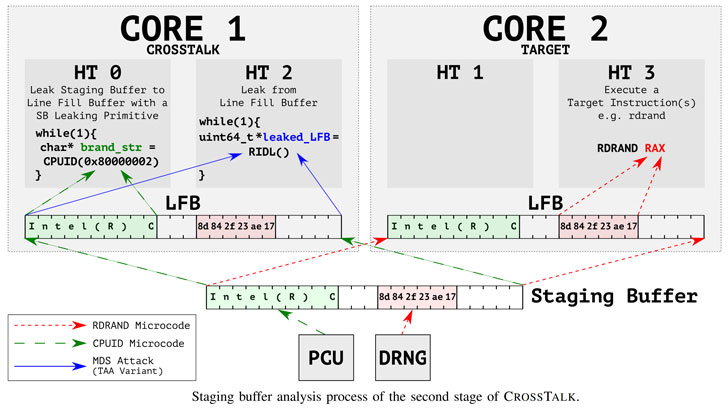 CORE 1
CROSSTALK
HT 0
Leak Staging Buffer to
Line Fill Buffer with a
SB Leaking Primitive
while(1){
char* brand_str =
CPUID(0x80000002)
}
HT 2
Leak from
Line Fill Buffer
while(1){
uint64_t*leaked_LFB=
RIDL()
}
LFB
Intel(R) C
8d 84 2f 23 ae 17
CORE 2
TARGET
HT 1
HT 3
Execute a
Target Instruction(s)
e.g. rdrand
RDRAND RAX
LFB
Intel(R) C
8d 84 2f 23 ae 17
Intel(R) C
8d 84 2f 23 ae 17
Staging Buffer
RDRAND Microcode
CPUID Microcode
MDS Attack
(TAA Variant)
PCU
DRNG
Staging buffer analysis process of the second stage of CROSSTALK.